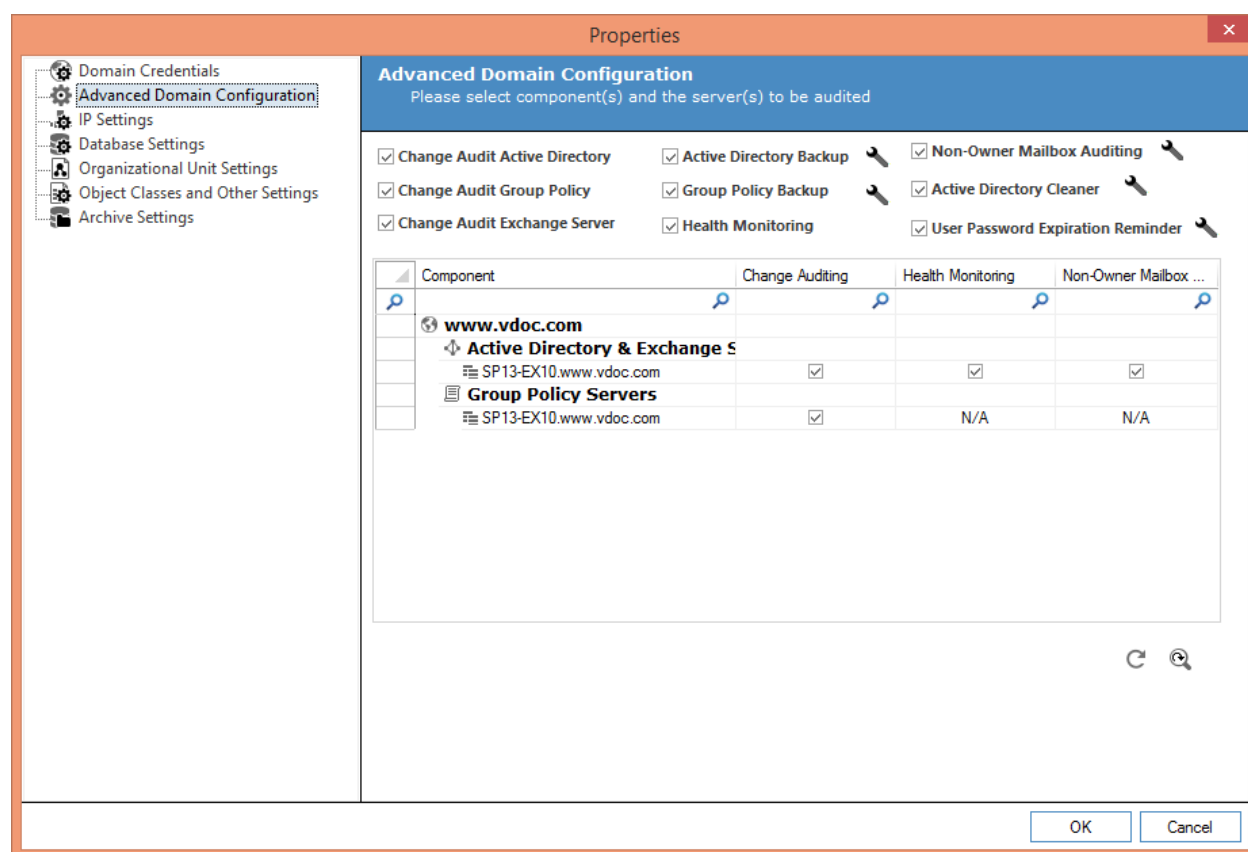 Properties
Domain Credentials
Advanced Domain Configuration
IP Settings
Database Settings
Organizational Unit Settings
Object Classes and Other Settings
Archive Settings
Advanced Domain Configuration
Please select component(s) and the server(s) to be audited
Change Audit Active Directory Active Directory Backup Non-Owner Mailbox Auditing
Change Audit Group Policy Group Policy Backup Active Directory Cleaner
Change Audit Exchange Server Health Monitoring User Password Expiration Reminder
Component Change Auditing Health Monitoring Non-Owner Mailbox ...
www.vdoc.com
Active Directory & Exchange S
SP13-EX10.www.vdoc.com
Group Policy Servers
SP13-EX10.www.vdoc.com N/A N/A
OK Cancel